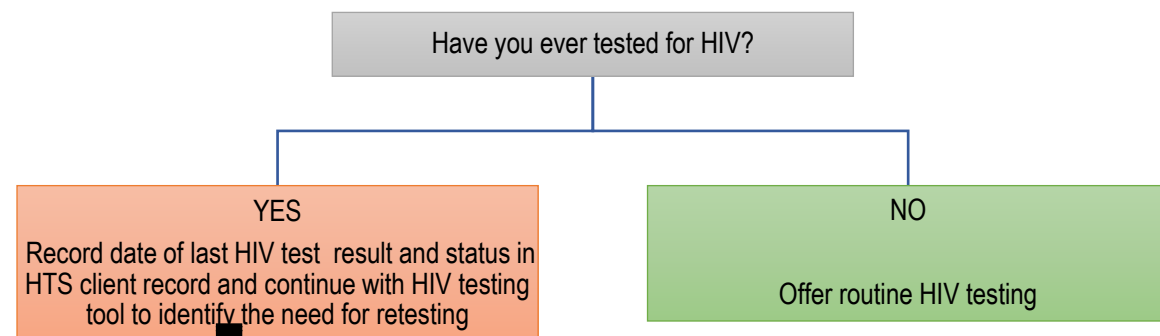 Have you ever tested for HIV?
YES
Record date of last HIV test result and status in
HTS client record and continue with HIV testing
tool to identify the need for retesting
NO
Offer routine HIV testing